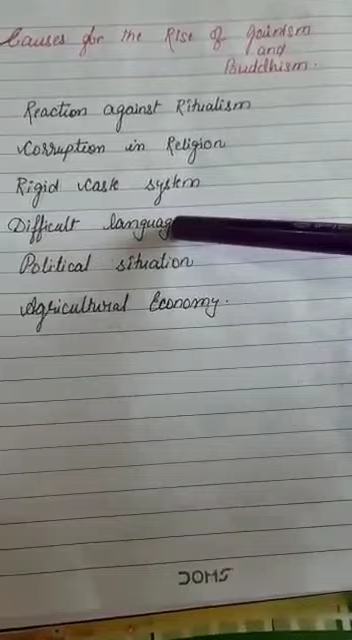 Causes for the Rise of Jainism
and
Buddhism.
Reaction against Ritualism
Corruption in Religion
Rigid Caste system
Difficult languag
Political situation
Agricultural Economy.
DOMS